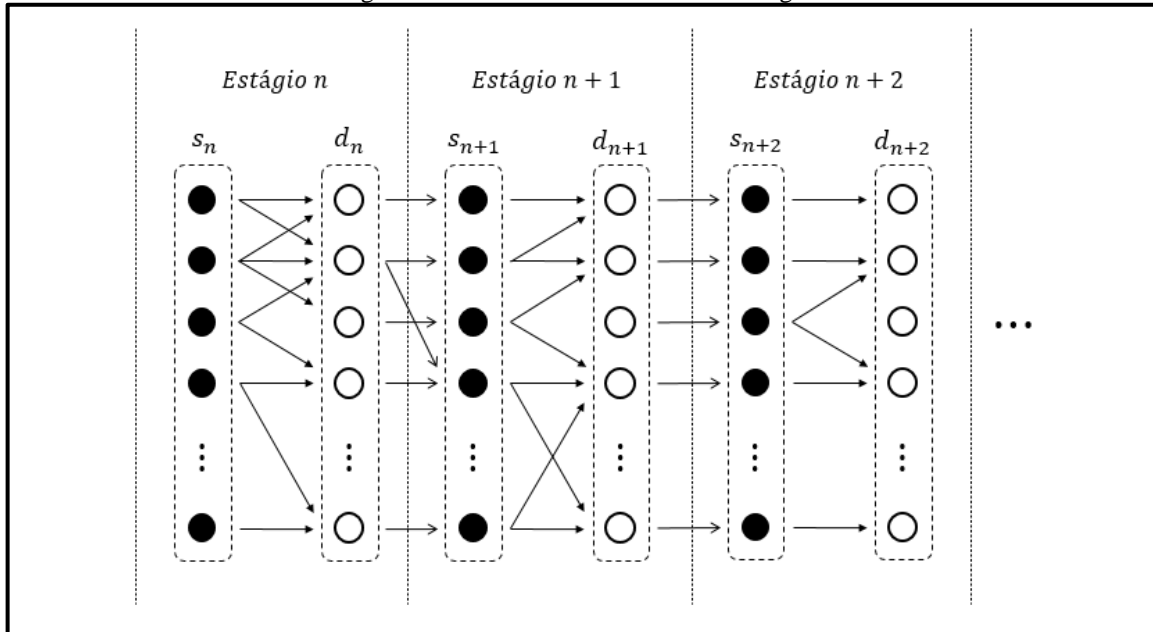 Estágio n Estágio n + 1 Estágio n + 2
s_n d_n s_{n+1} d_{n+1} s_{n+2} d_{n+2}